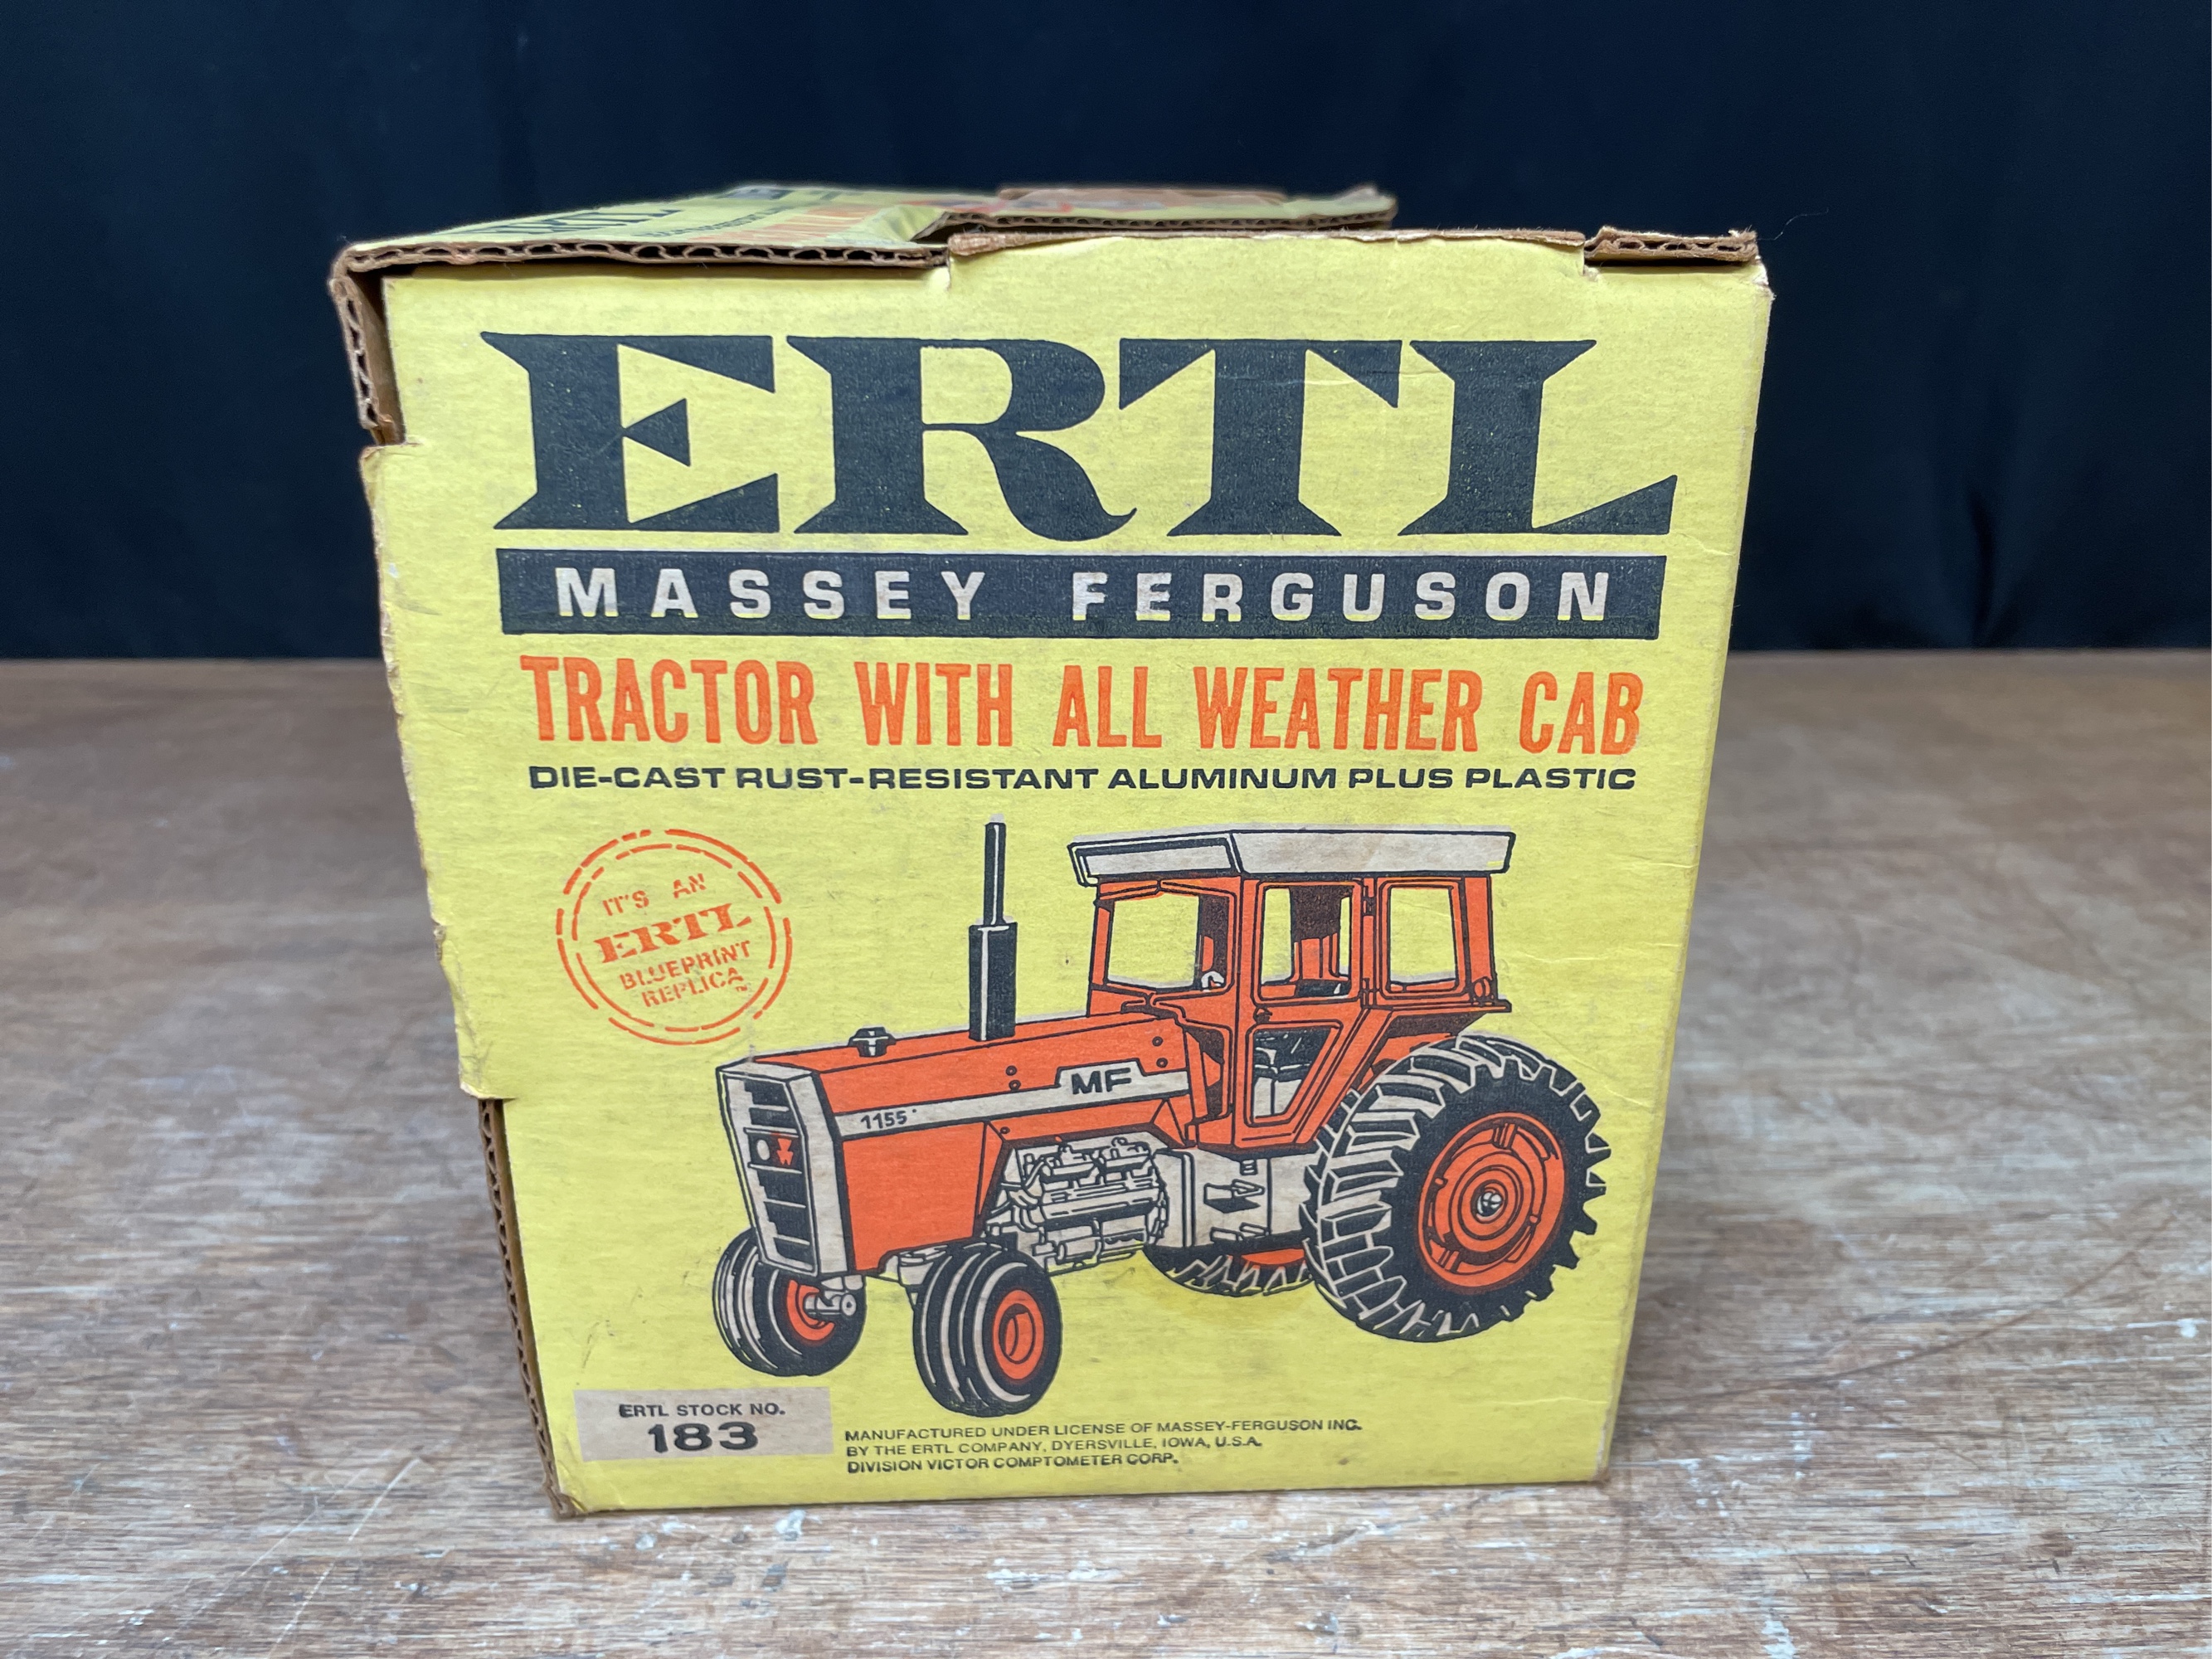 ERTL
ERTL
MASSEY FERGUSON
TRACTOR WITH ALL WEATHER CAB
DIE-CAST RUST-RESISTANT ALUMINUM PLUS PLASTIC
IT'S AN
ERTL
BLUEPRINT
REPLICA™
MF
1155
ERTL STOCK NO.
183
MANUFACTURED UNDER LICENSE OF MASSEY-FERGUSON INC.
BY THE ERTL COMPANY, DYERSVILLE, IOWA, U.S.A.
DIVISION VICTOR COMPTOMETER CORP.